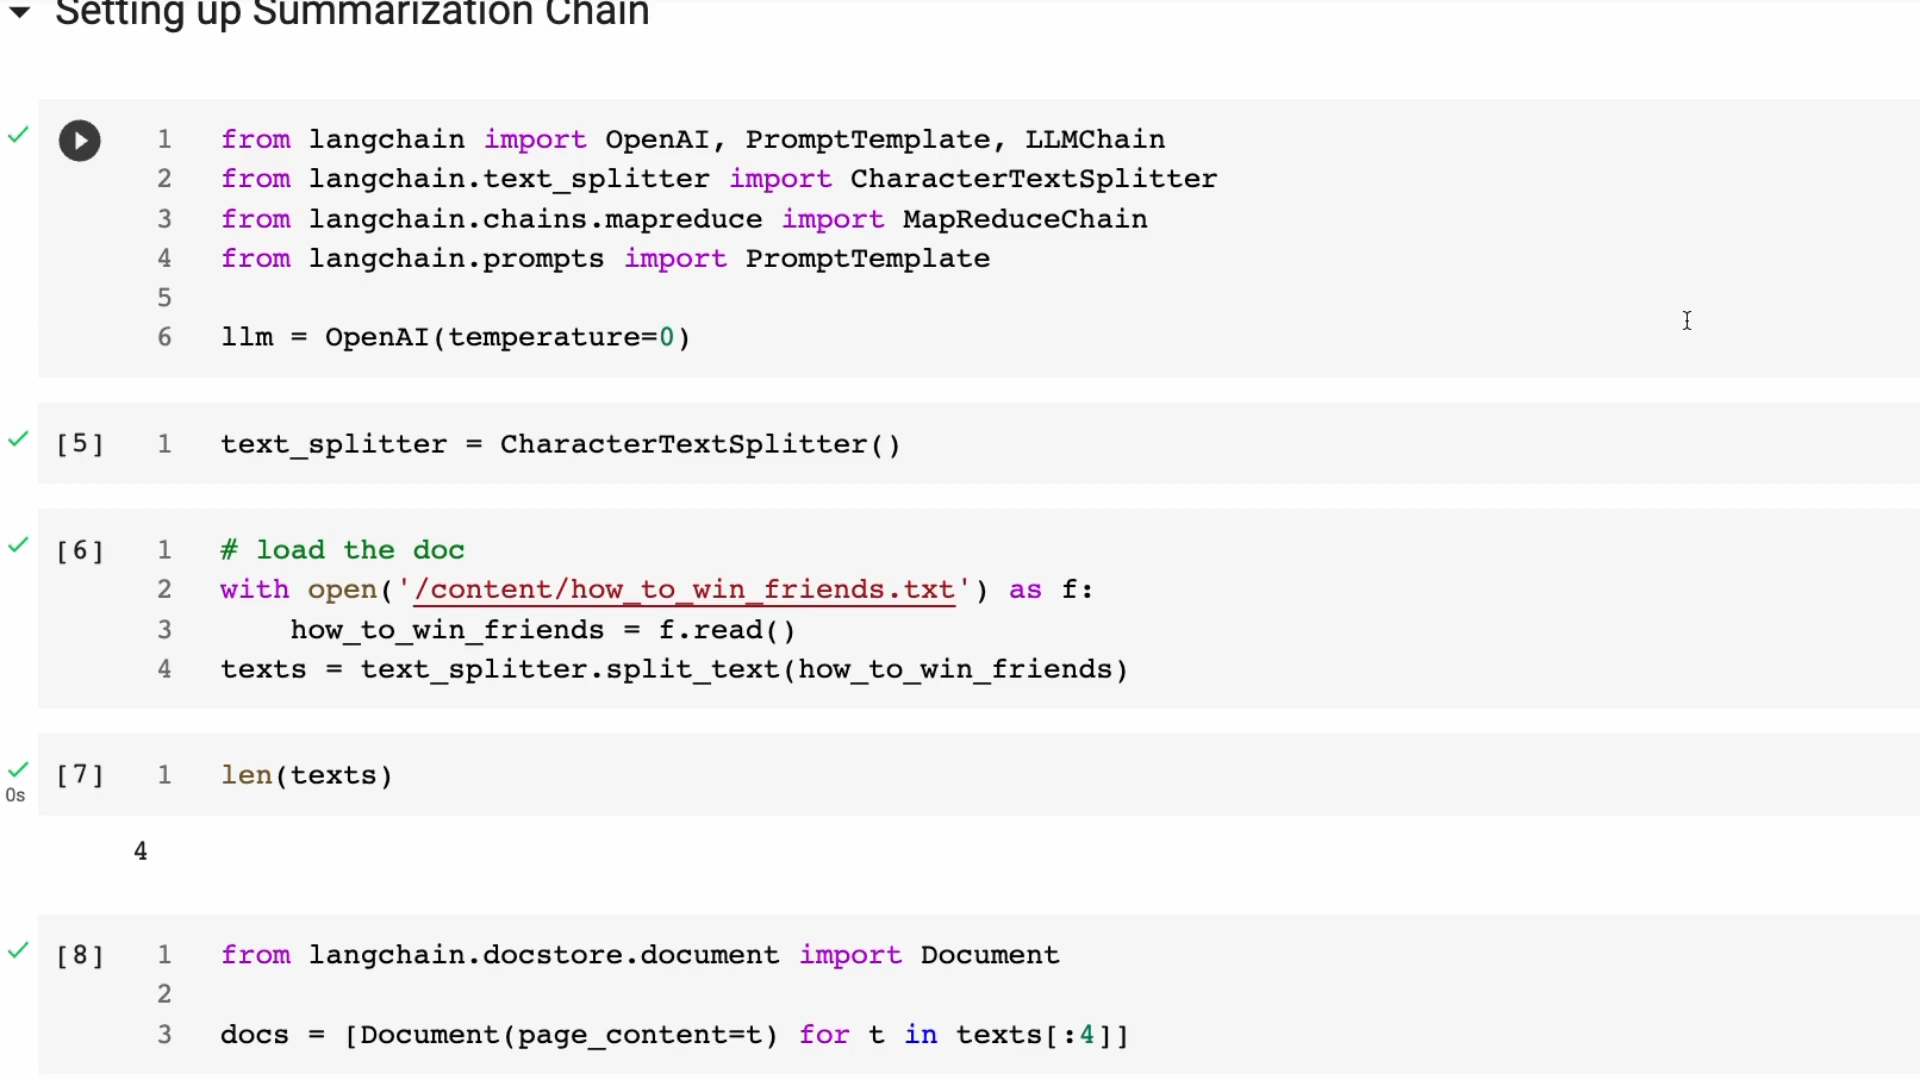 Setting up Summarization Chain
1 from langchain import OpenAI, PromptTemplate, LLMChain
2 from langchain.text_splitter import CharacterTextSplitter
3 from langchain.chains.mapreduce import MapReduceChain
4 from langchain.prompts import PromptTemplate
5
6 llm = OpenAI(temperature=0)
[5] 1 text_splitter = CharacterTextSplitter()
[6] 1 # load the doc
2 with open('/content/how_to_win_friends.txt') as f:
3     how_to_win_friends = f.read()
4 texts = text_splitter.split_text(how_to_win_friends)
[7] 1 len(texts)
0s
4
[8] 1 from langchain.docstore.document import Document
2
3 docs = [Document(page_content=t) for t in texts[:4]]